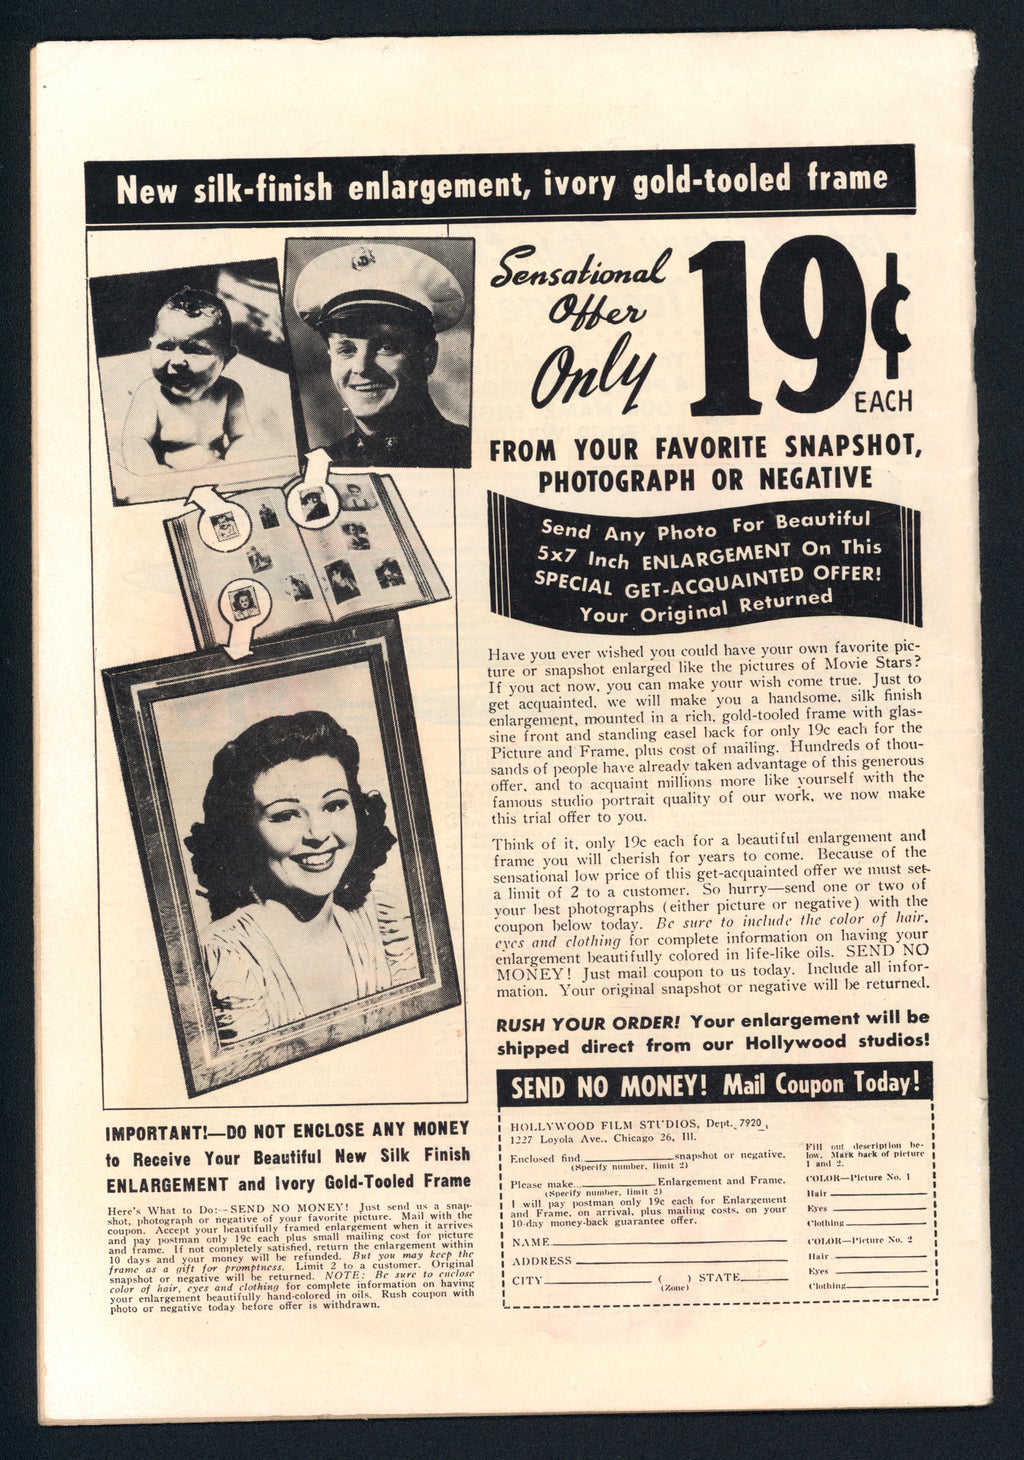 New silk-finish enlargement, ivory gold-tooled frame
Sensational
Offer
Only
19¢
EACH
FROM YOUR FAVORITE SNAPSHOT,
PHOTOGRAPH OR NEGATIVE
Send Any Photo For Beautiful
5x7 Inch ENLARGEMENT On This
SPECIAL GET-ACQUAINTED OFFER!
Your Original Returned
Have you ever wished you could have your own favorite pic-
ture or snapshot enlarged like the pictures of Movie Stars?
If you act now, you can make your wish come true. Just to
get acquainted, we will make you a handsome, silk finish
enlargement, mounted in a rich, gold-tooled frame with glas-
sine front and standing easel back for only 19c each for the
Picture and Frame, plus cost of mailing. Hundreds of thou-
sands of people have already taken advantage of this generous
offer, and to acquaint millions more like yourself with the
famous studio portrait quality of our work, we now make
this trial offer to you.
Think of it, only 19c each for a beautiful enlargement and
frame you will cherish for years to come. Because of the
sensational low price of this get-acquainted offer we must set
a limit of 2 to a customer. So hurry—send one or two of
your best photographs (either picture or negative) with the
coupon below today. Be sure to include the color of hair,
eyes and clothing for complete information on having your
enlargement beautifully colored in life-like oils. SEND NO
MONEY! Just mail coupon to us today. Include all infor-
mation. Your original snapshot or negative will be returned.
RUSH YOUR ORDER! Your enlargement will be
shipped direct from our Hollywood studios!
IMPORTANT!—DO NOT ENCLOSE ANY MONEY
to Receive Your Beautiful New Silk Finish
ENLARGEMENT and Ivory Gold-Tooled Frame
Here's What to Do:—SEND NO MONEY! Just send us a snap-
shot, photograph or negative of your favorite picture. Mail with the
coupon. Accept your beautifully framed enlargement when it arrives
and pay postman only 19c each plus small mailing cost for picture
and frame. If not completely satisfied, return the enlargement within
10 days and your money will be refunded. But you may keep the
frame as a gift for promptness. Limit 2 to a customer. Original
snapshot or negative will be returned. NOTE: Be sure to enclose
color of hair, eyes and clothing for complete information on having
your enlargement beautifully hand-colored in oils. Rush coupon with
photo or negative today before offer is withdrawn.
SEND NO MONEY! Mail Coupon Today!
HOLLYWOOD FILM STUDIOS, Dept. 7920,
1227 Loyola Ave., Chicago 26, Ill.
Enclosed find ______ snapshot or negative.
(Specify number, limit 2)
Please make ______ Enlargement and Frame.
(Specify number, limit 2)
I will pay postman only 19c each for Enlargement
and Frame, on arrival, plus mailing costs, on your
10-day money-back guarantee offer.
NAME
ADDRESS
CITY ______ ( ) STATE
(Zone)
Fill out description be-
low. Mark back of picture
1 and 2.
COLOR—Picture No. 1
Hair
Eyes
Clothing
COLOR—Picture No. 2
Hair
Eyes
Clothing